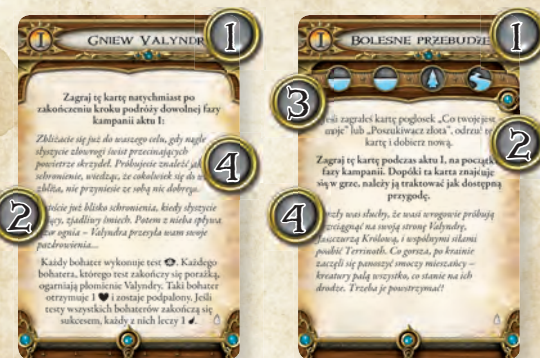 I
GNIEW VALYNDR
1
Zagraj tę kartę natychmiast po
zakończeniu kroku podróży dowolnej fazy
kampanii aktu I:
Zbliżacie się już do waszego celu, gdy nagle
słyszycie złowrogi świst przecinających
powietrze skrzydeł. Próbujecie znaleźć
schronienie, wiedząc, że cokolwiek się do
zbliża, nie przyniesie ze sobą nic dobrego.
4
już blisko schronienia, kiedy słyszycie
zjadliwy śmiech. Potem z nieba spływa
ognia – Valyndra przesyła wam swoje
pozdrowienia...
2
Każdy bohater wykonuje test. Każdego
bohatera, którego test zakończy się porażką,
ogarniają płomienie Valyndry. Taki bohater
otrzymuje 1 i zostaje podpalony. Jeśli
testy wszystkich bohaterów zakończą się
sukcesem, każdy z nich leczy 1.
I
BOLESNE PRZEBUDZE
1
3
zagrałeś kartę pogłosek „Co twoje jest
moje” lub „Poszukiwacz złota”, odrzuć tę
kartę i dobierz nową.
2
Zagraj tę kartę podczas aktu I, na początku
fazy kampanii. Dopóki ta karta znajduje
się w grze, należy ją traktować jak dostępną
przygodę.
4
was słuchy, że wasi wrogowie próbują
przeciągnąć na swoją stronę Valyndrę,
Jaszczurzą Królową, i wspólnymi siłami
podbić Terrinoth. Co gorsza, po krainie
zaczęli się panoszyć smoczy mieszańcy –
kreatury palą wszystko, co stanie na ich
drodze. Trzeba je powstrzymać!